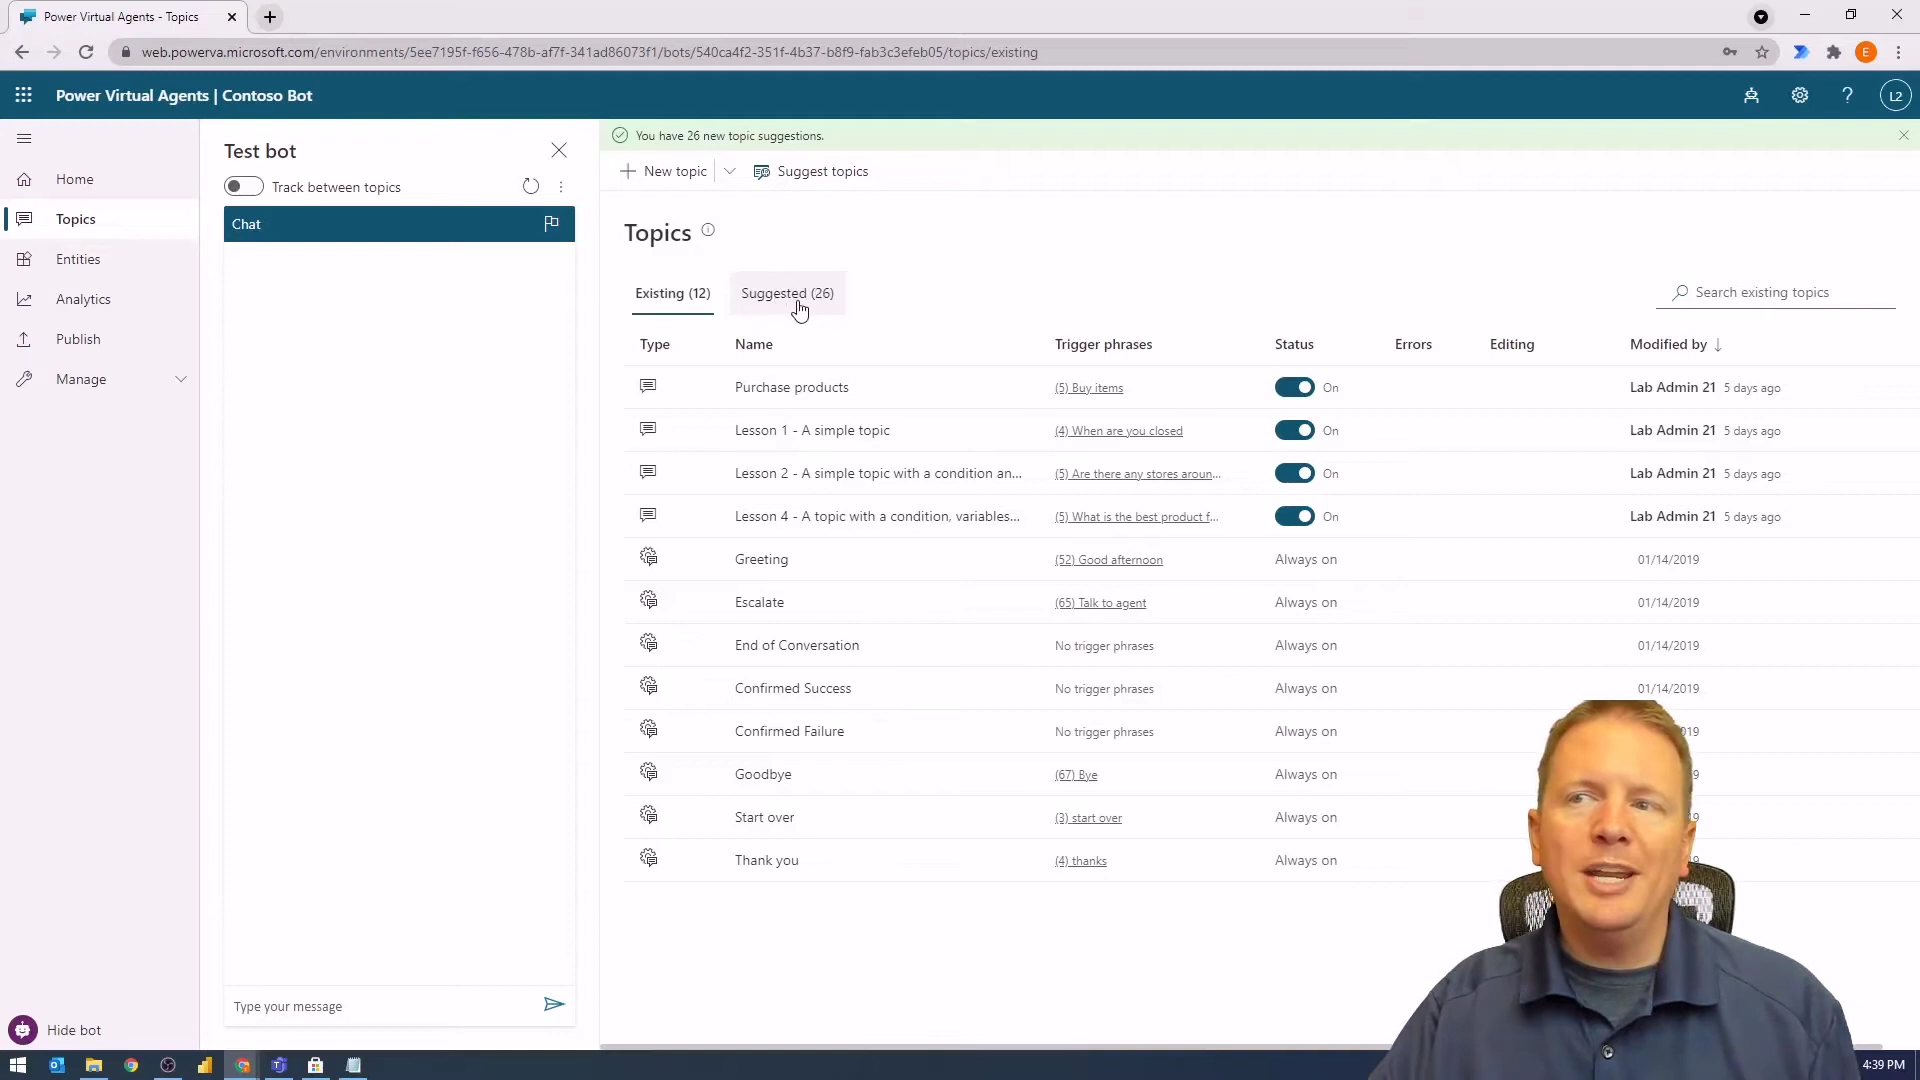 Power Virtual Agents - Topics
web.powerva.microsoft.com/environments/5ee7195f-f656-478b-af7f-341ad86073f1/bots/540ca4f2-351f-4b37-b8f9-fab3c3efeb05/topics/existing
E
Power Virtual Agents | Contoso Bot
L2
Home
Topics
Entities
Analytics
Publish
Manage
Hide bot
Test bot
Track between topics
Chat
Type your message
You have 26 new topic suggestions.
New topic
Suggest topics
Topics
Existing (12)
Suggested (26)
Search existing topics
Type Name Trigger phrases Status Errors Editing Modified by ↓
Purchase products (5) Buy items On Lab Admin 21 5 days ago
Lesson 1 - A simple topic (4) When are you closed On Lab Admin 21 5 days ago
Lesson 2 - A simple topic with a condition an... (5) Are there any stores aroun... On Lab Admin 21 5 days ago
Lesson 4 - A topic with a condition, variables... (5) What is the best product f... On Lab Admin 21 5 days ago
Greeting (52) Good afternoon Always on 01/14/2019
Escalate (65) Talk to agent Always on 01/14/2019
End of Conversation No trigger phrases Always on 01/14/2019
Confirmed Success No trigger phrases Always on 01/14/2019
Confirmed Failure No trigger phrases Always on 19
Goodbye (67) Bye Always on 9
Start over (3) start over Always on 9
Thank you (4) thanks Always on 9
4:39 PM